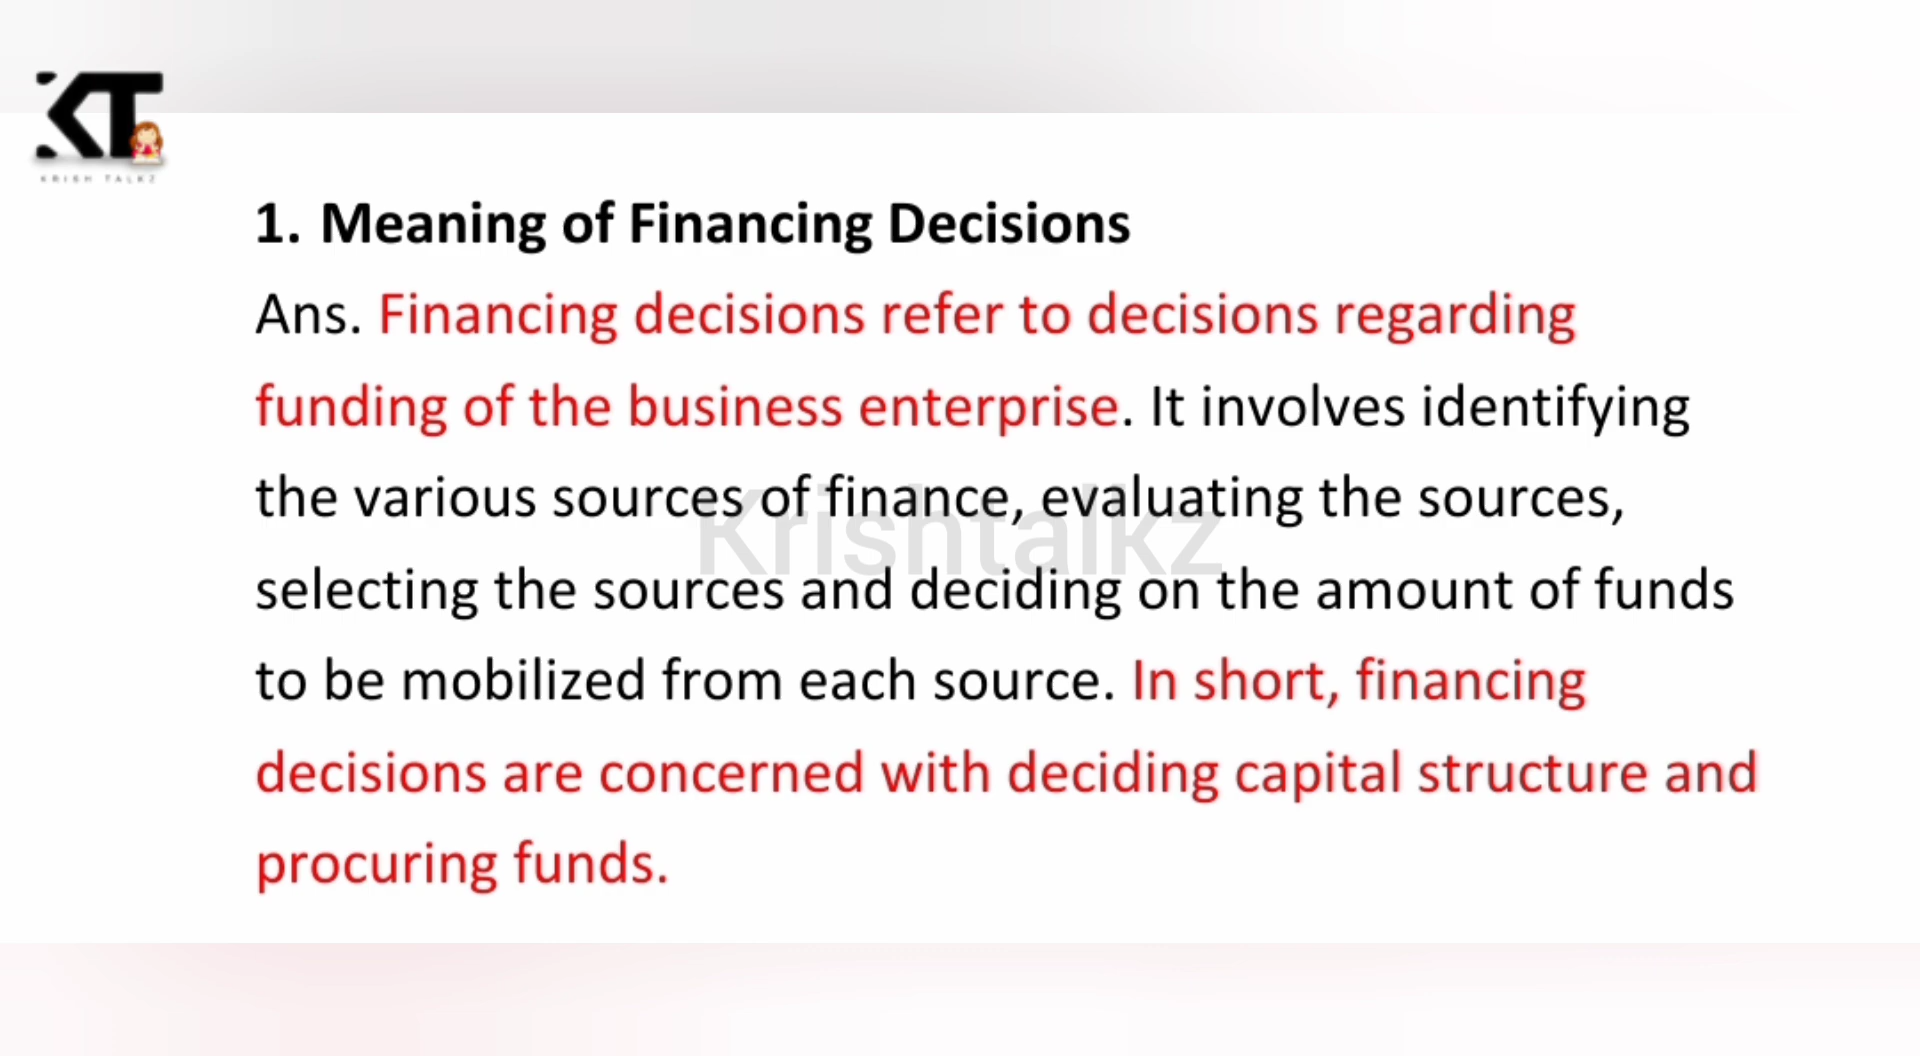 KT
KRISH TALKZ
1. Meaning of Financing Decisions
Ans. Financing decisions refer to decisions regarding
funding of the business enterprise. It involves identifying
the various sources of finance, evaluating the sources,
Krishtalkz
selecting the sources and deciding on the amount of funds
to be mobilized from each source. In short, financing
decisions are concerned with deciding capital structure and
procuring funds.